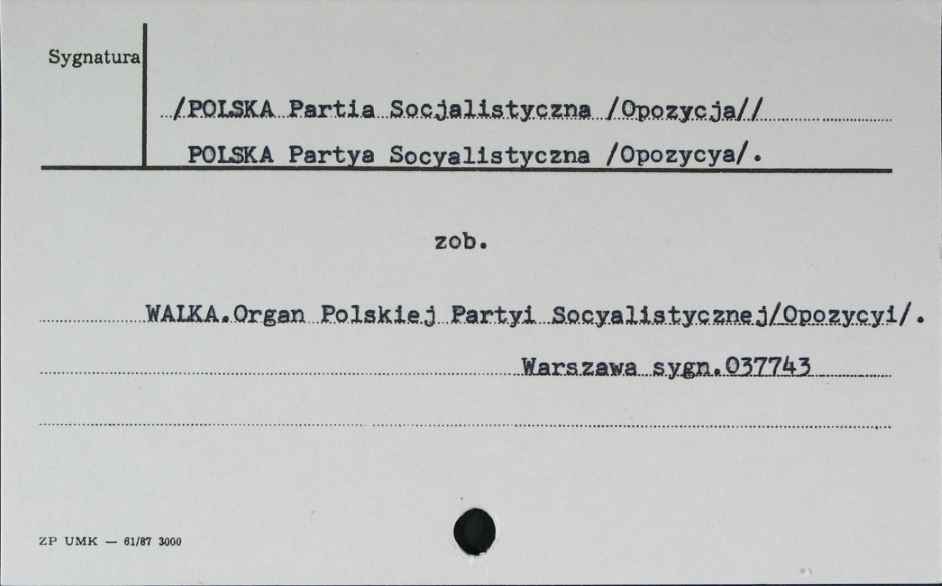 Sygnatura
/POLSKA Partia Socjalistyczna /Opozycja//
POLSKA Partya Socyalistyczna /Opozycya/.
zob.
WALKA.Organ Polskiej Partyi Socyalistycznej/Opozycyi/.
Warszawa sygn.037743
ZP UMK — 61/87 3000